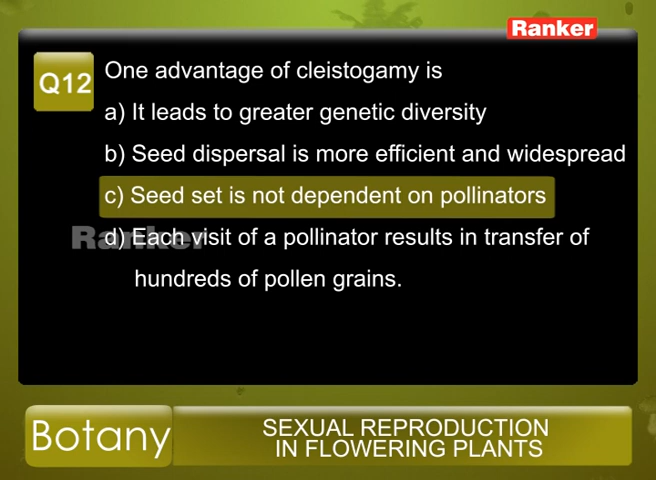 Ranker
Q12
One advantage of cleistogamy is
a) It leads to greater genetic diversity
b) Seed dispersal is more efficient and widespread
c) Seed set is not dependent on pollinators
Ranker
d) Each visit of a pollinator results in transfer of
hundreds of pollen grains.
Botany
SEXUAL REPRODUCTION
IN FLOWERING PLANTS